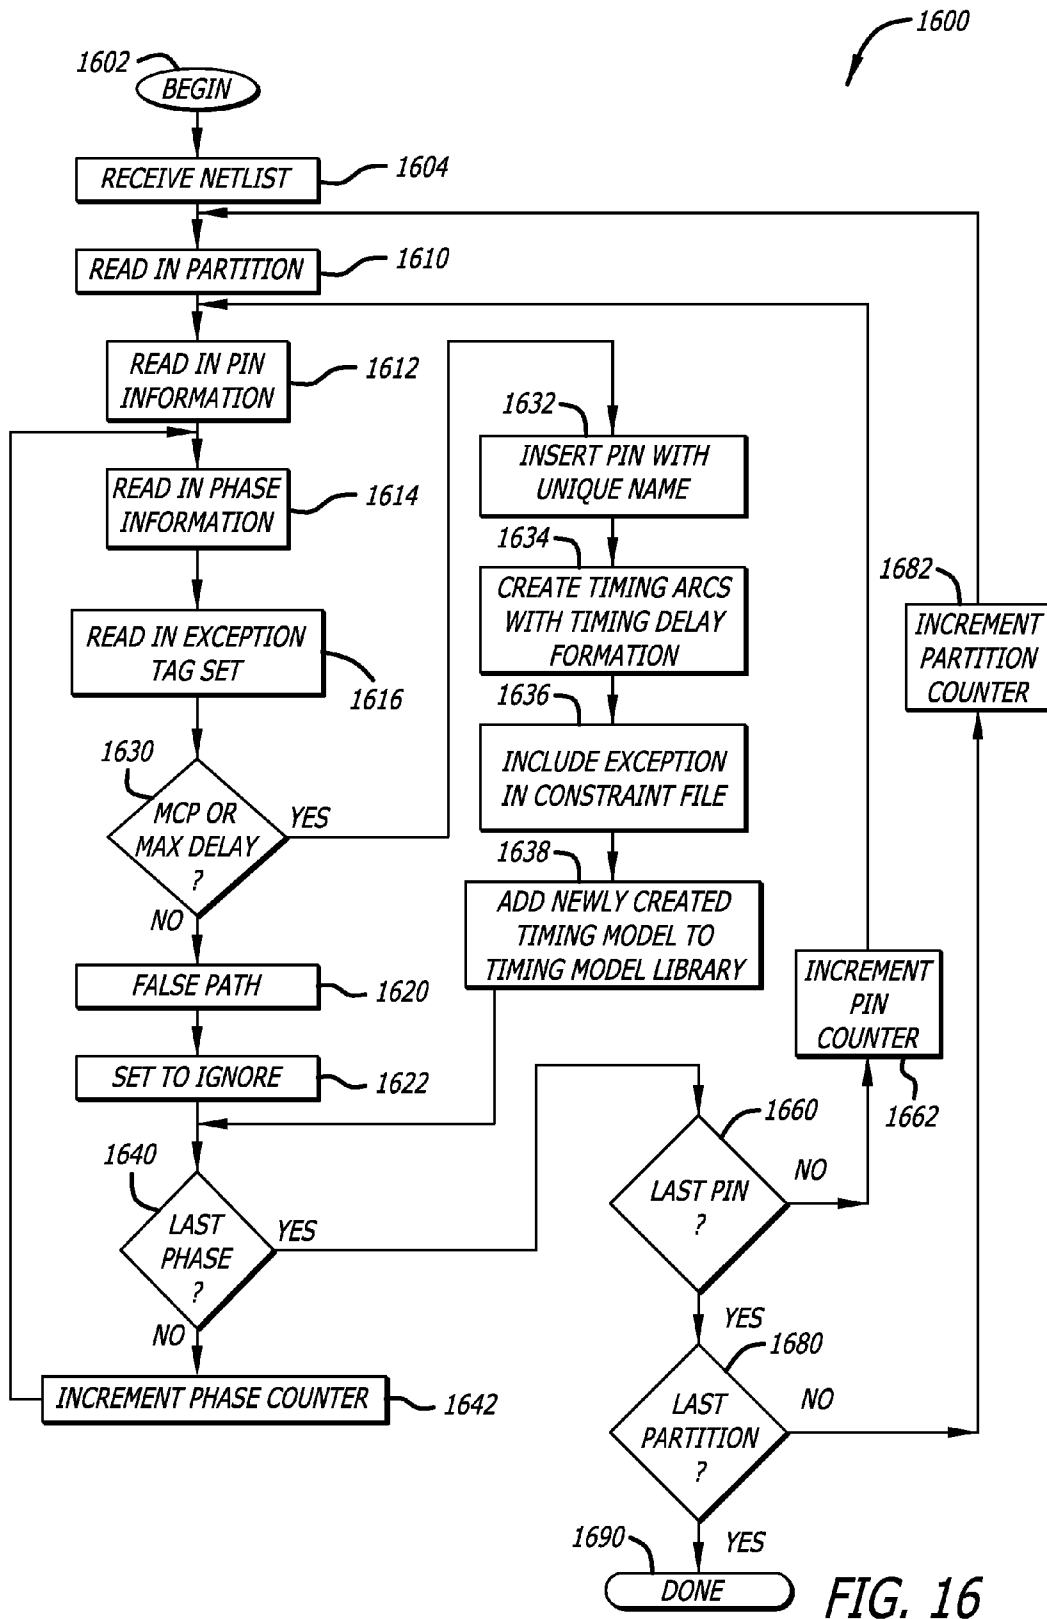 1600
1602
BEGIN
RECEIVE NETLIST
1604
READ IN PARTITION
1610
READ IN PIN
INFORMATION
1612
READ IN PHASE
INFORMATION
1614
READ IN EXCEPTION
TAG SET
1616
1630
MCP OR
MAX DELAY
?
YES
NO
FALSE PATH
1620
SET TO IGNORE
1622
1640
LAST
PHASE
?
YES
NO
INCREMENT PHASE COUNTER
1642
1632
INSERT PIN WITH
UNIQUE NAME
1634
CREATE TIMING ARCS
WITH TIMING DELAY
FORMATION
1636
INCLUDE EXCEPTION
IN CONSTRAINT FILE
1638
ADD NEWLY CREATED
TIMING MODEL TO
TIMING MODEL LIBRARY
1660
LAST PIN
?
NO
YES
INCREMENT
PIN
COUNTER
1662
1680
LAST
PARTITION
?
NO
YES
1682
INCREMENT
PARTITION
COUNTER
1690
DONE
FIG. 16